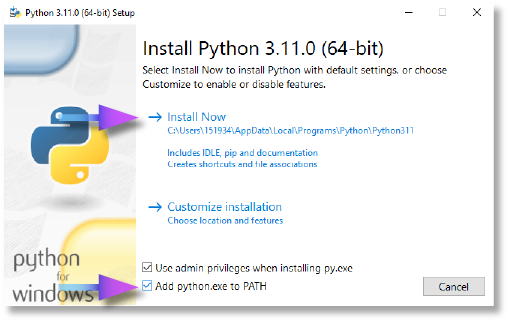 Python 3.11.0 (64-bit) Setup
Install Python 3.11.0 (64-bit)
Select Install Now to install Python with default settings, or choose
Customize to enable or disable features.
Install Now
C:\Users\151934\AppData\Local\Programs\Python\Python311
Includes IDLE, pip and documentation
Creates shortcuts and file associations
Customize installation
Choose location and features
python
for
windows
Use admin privileges when installing py.exe
Add python.exe to PATH
Cancel